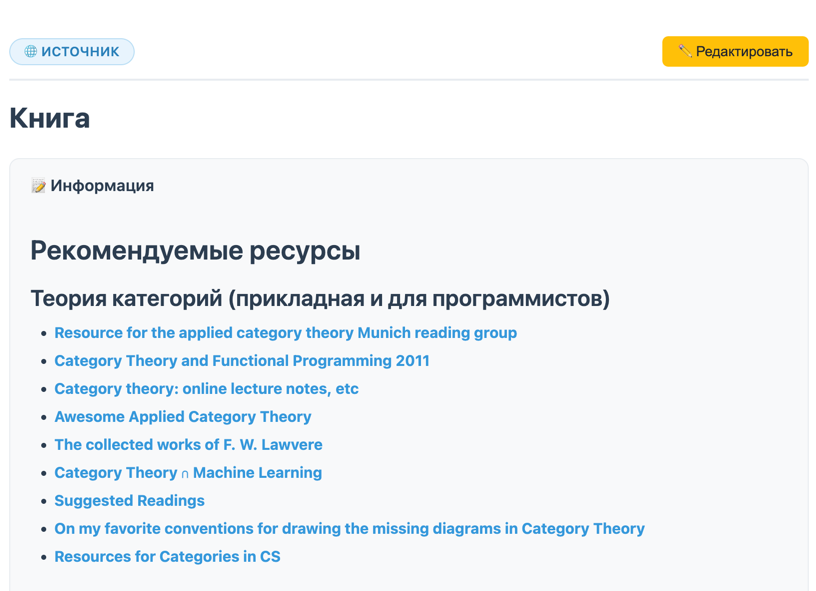 🌐 ИСТОЧНИК
✏️ Редактировать
Книга
📝 Информация
Рекомендуемые ресурсы
Теория категорий (прикладная и для программистов)
• Resource for the applied category theory Munich reading group
• Category Theory and Functional Programming 2011
• Category theory: online lecture notes, etc
• Awesome Applied Category Theory
• The collected works of F. W. Lawvere
• Category Theory ∩ Machine Learning
• Suggested Readings
• On my favorite conventions for drawing the missing diagrams in Category Theory
• Resources for Categories in CS